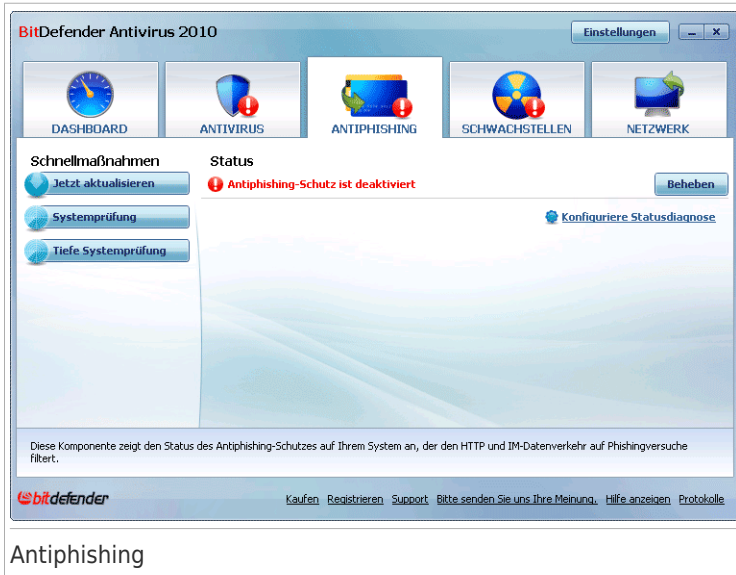 BitDefender Antivirus 2010
Einstellungen
DASHBOARD
ANTIVIRUS
ANTIPHISHING
SCHWACHSTELLEN
NETZWERK
Schnellmaßnahmen
Status
Jetzt aktualisieren
Antiphishing-Schutz ist deaktiviert
Beheben
Systemprüfung
Konfiguriere Statusdiagnose
Tiefe Systemprüfung
Diese Komponente zeigt den Status des Antiphishing-Schutzes auf Ihrem System an, der den HTTP und IM-Datenverkehr auf Phishingversuche
filtert.
bitdefender
Kaufen Registrieren Support Bitte senden Sie uns Ihre Meinung. Hilfe anzeigen Protokolle
Antiphishing